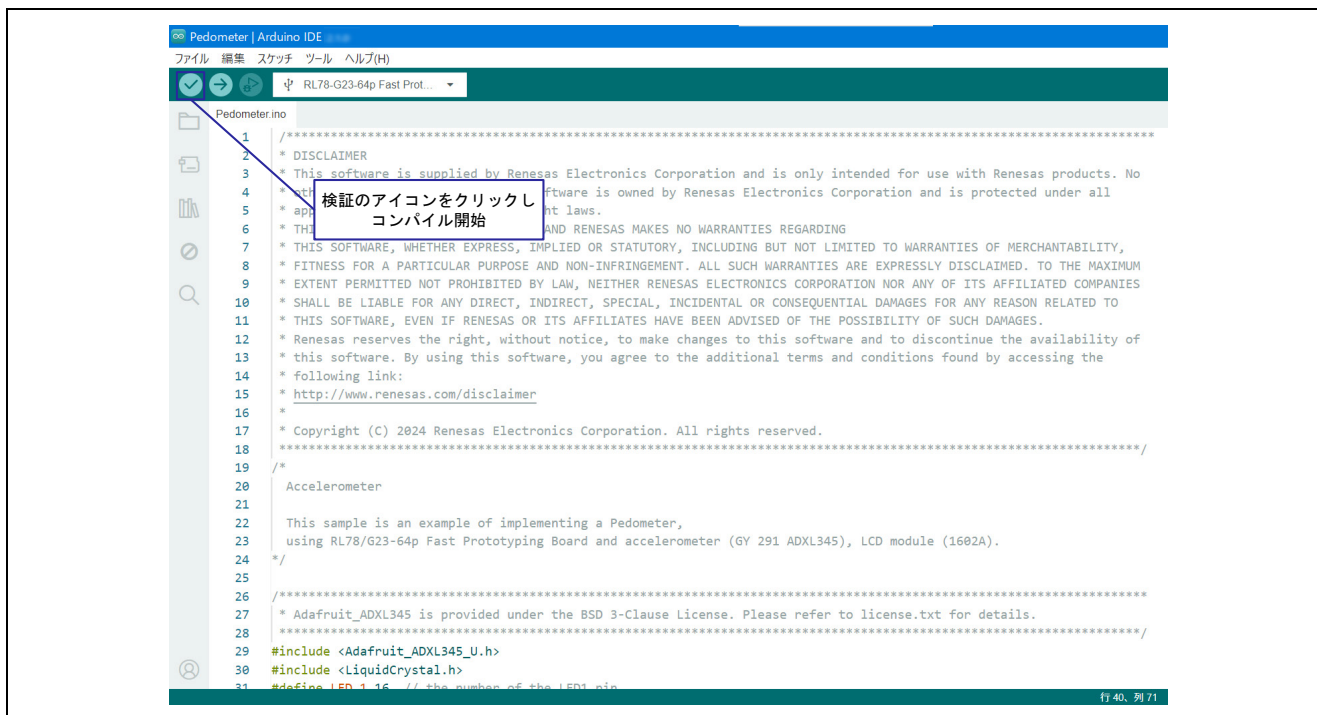 Pedometer | Arduino IDE
ファイル 編集 スケッチ ツール ヘルプ(H)
RL78-G23-64p Fast Prot...
Pedometer.ino
1 /***********************************************************************************************************************
2 * DISCLAIMER
3 * This software is supplied by Renesas Electronics Corporation and is only intended for use with Renesas products. No
4 * oth ftware is owned by Renesas Electronics Corporation and is protected under all
検証のアイコンをクリックし
コンパイル開始
5 * app ht laws.
6 * THI AND RENESAS MAKES NO WARRANTIES REGARDING
7 * THIS SOFTWARE, WHETHER EXPRESS, IMPLIED OR STATUTORY, INCLUDING BUT NOT LIMITED TO WARRANTIES OF MERCHANTABILITY,
8 * FITNESS FOR A PARTICULAR PURPOSE AND NON-INFRINGEMENT. ALL SUCH WARRANTIES ARE EXPRESSLY DISCLAIMED. TO THE MAXIMUM
9 * EXTENT PERMITTED NOT PROHIBITED BY LAW, NEITHER RENESAS ELECTRONICS CORPORATION NOR ANY OF ITS AFFILIATED COMPANIES
10 * SHALL BE LIABLE FOR ANY DIRECT, INDIRECT, SPECIAL, INCIDENTAL OR CONSEQUENTIAL DAMAGES FOR ANY REASON RELATED TO
11 * THIS SOFTWARE, EVEN IF RENESAS OR ITS AFFILIATES HAVE BEEN ADVISED OF THE POSSIBILITY OF SUCH DAMAGES.
12 * Renesas reserves the right, without notice, to make changes to this software and to discontinue the availability of
13 * this software. By using this software, you agree to the additional terms and conditions found by accessing the
14 * following link:
15 * http://www.renesas.com/disclaimer
16 *
17 * Copyright (C) 2024 Renesas Electronics Corporation. All rights reserved.
18 *********************************************************************************************************************/
19 /*
20 Accelerometer
21
22 This sample is an example of implementing a Pedometer,
23 using RL78/G23-64p Fast Prototyping Board and accelerometer (GY 291 ADXL345), LCD module (1602A).
24 */
25
26 /**************************************************************************************************************************
27 * Adafruit_ADXL345 is provided under the BSD 3-Clause License. Please refer to license.txt for details.
28 *********************************************************************************************************************/
29 #include <Adafruit_ADXL345_U.h>
30 #include <LiquidCrystal.h>
31 #define LED_1 16 // the number of the LED1 pin
行 40、列 71